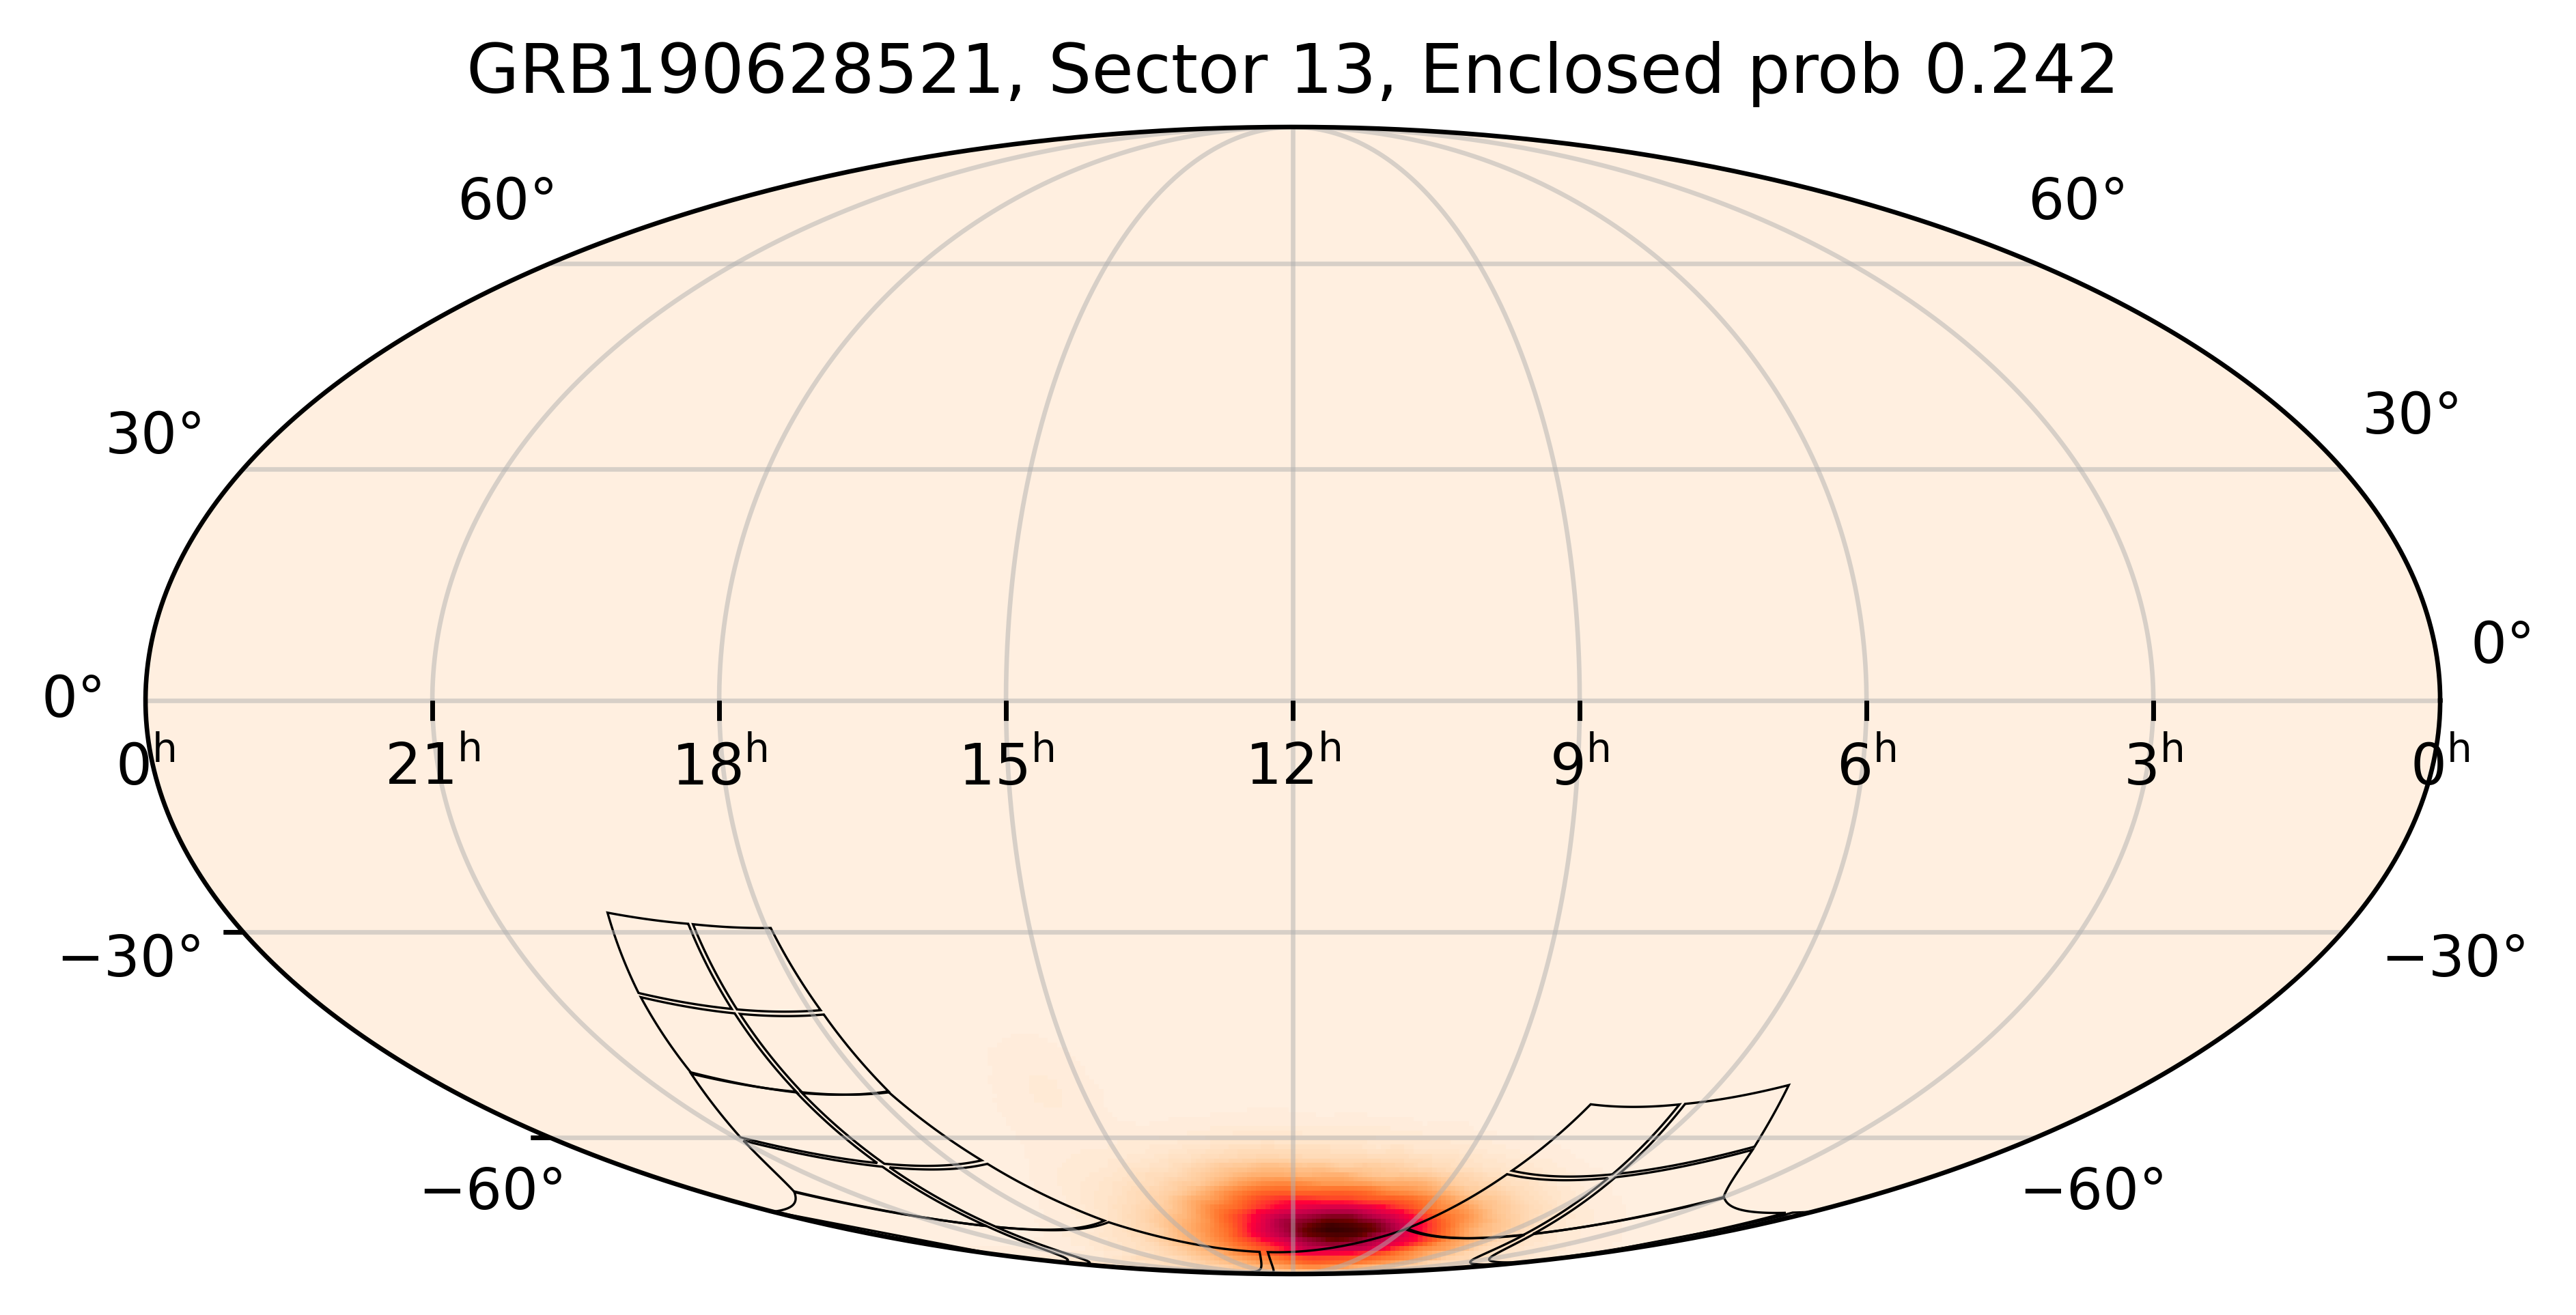 GRB190628521, Sector 13, Enclosed prob 0.242
60° 60°
30° 30°
0° 0°
0ʰ 21ʰ 18ʰ 15ʰ 12ʰ 9ʰ 6ʰ 3ʰ 0ʰ
−30° −30°
−60° −60°